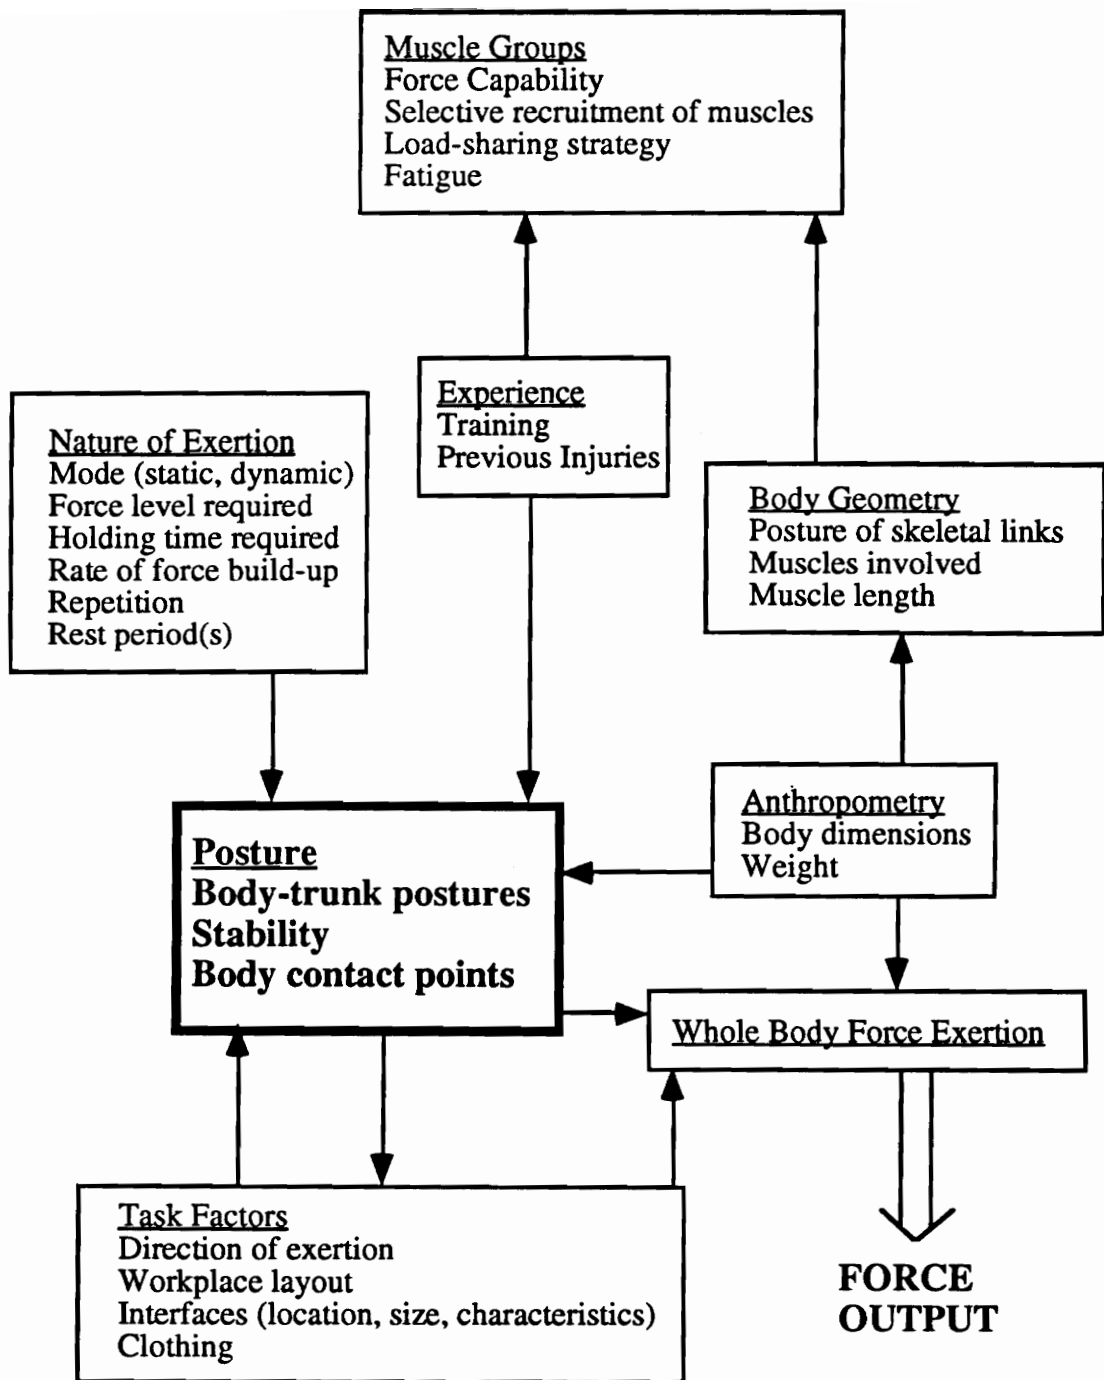 Muscle Groups
Force Capability
Selective recruitment of muscles
Load-sharing strategy
Fatigue
Experience
Training
Previous Injuries
Nature of Exertion
Mode (static, dynamic)
Force level required
Holding time required
Rate of force build-up
Repetition
Rest period(s)
Body Geometry
Posture of skeletal links
Muscles involved
Muscle length
Anthropometry
Body dimensions
Weight
Posture
Body-trunk postures
Stability
Body contact points
Whole Body Force Exertion
Task Factors
Direction of exertion
Workplace layout
Interfaces (location, size, characteristics)
Clothing
FORCE
OUTPUT